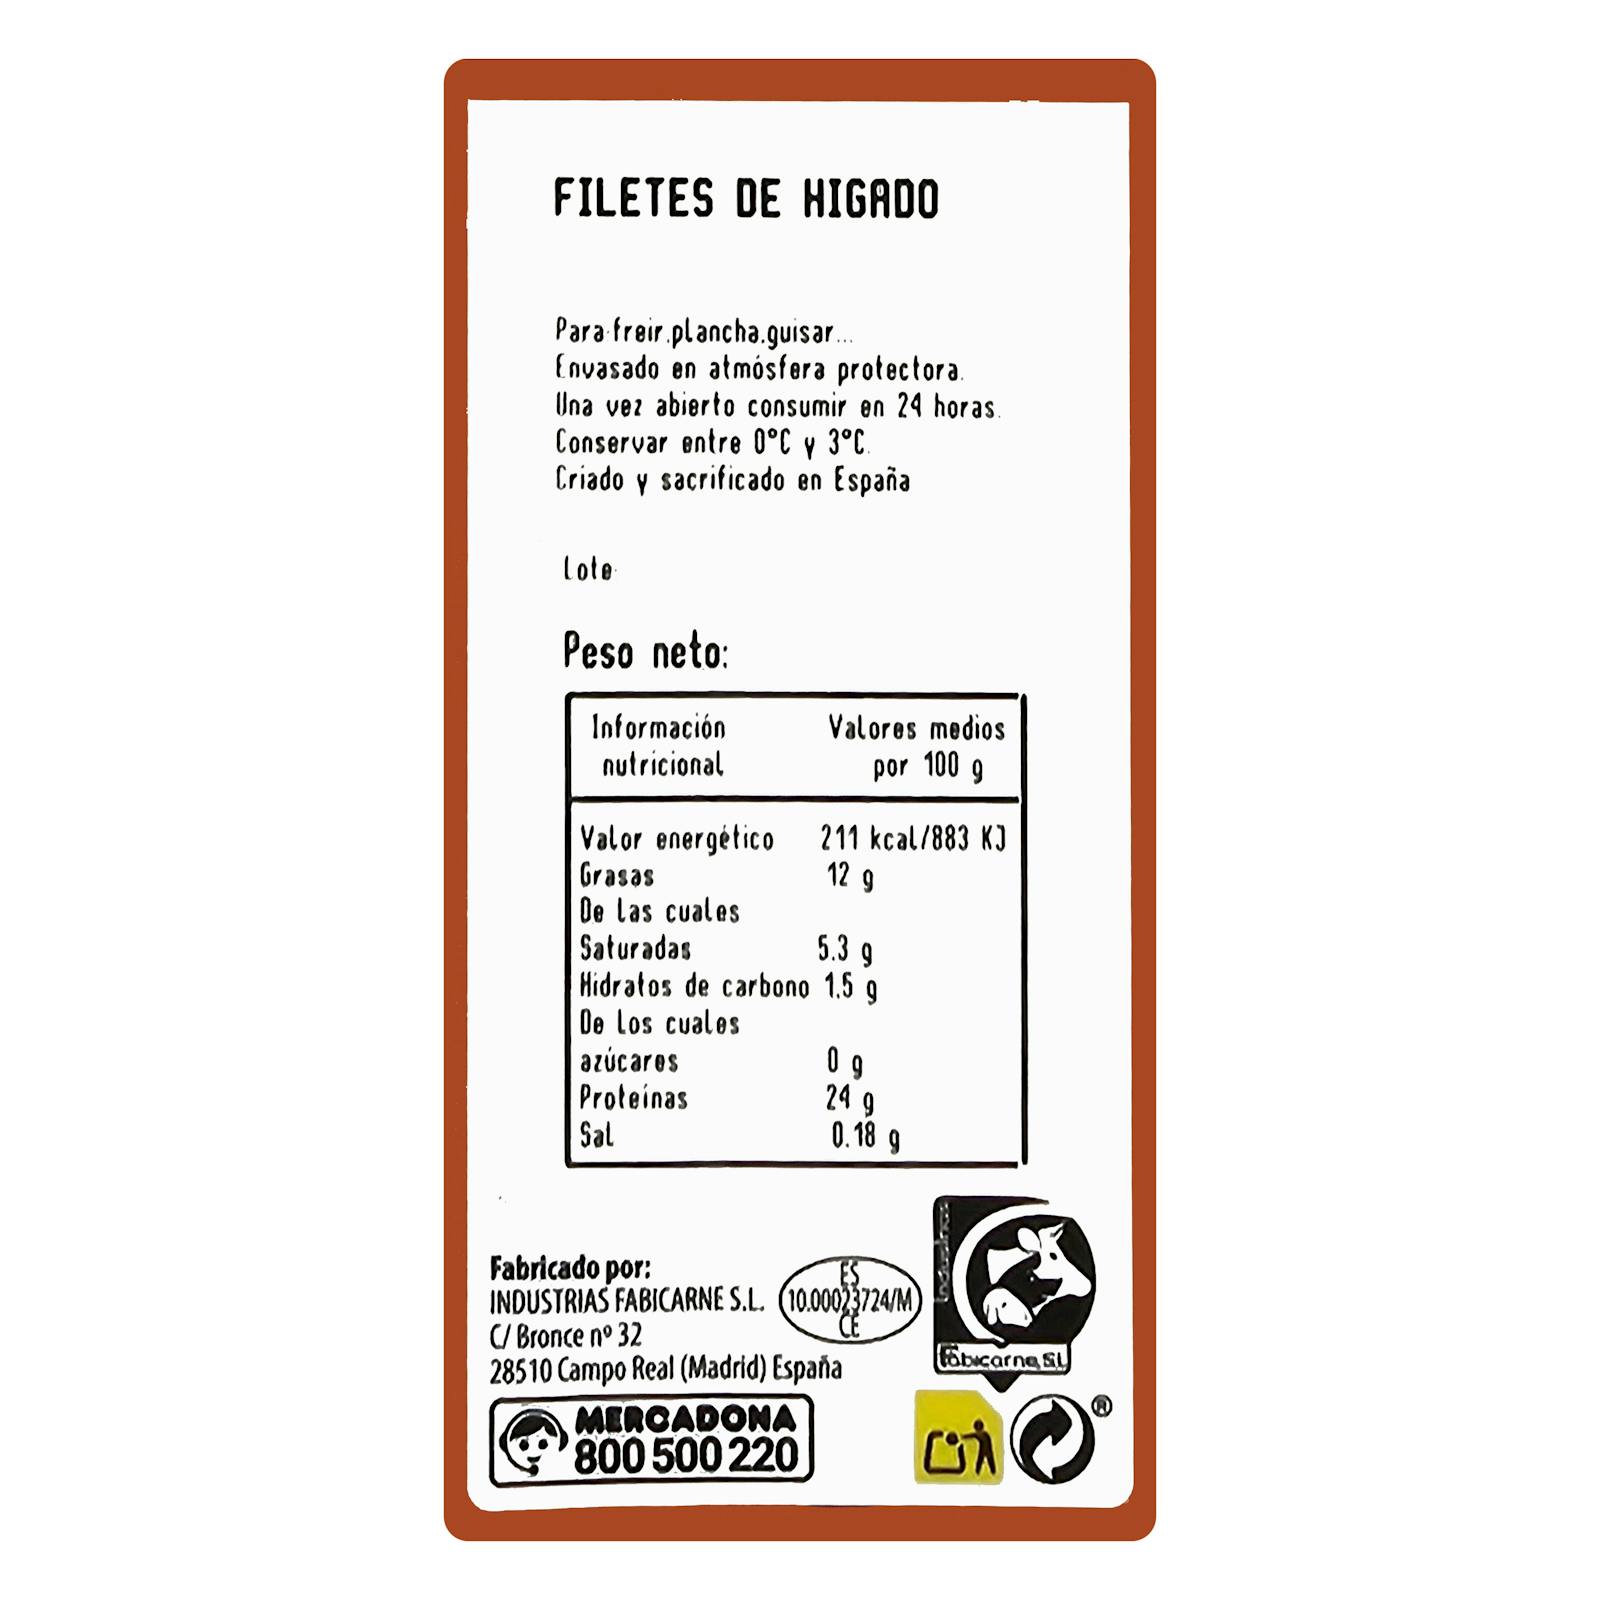 FILETES DE HIGADO
Para freir.plancha.guisar...
Envasado en atmósfera protectora.
Una vez abierto consumir en 24 horas.
Conservar entre 0°C y 3°C.
Criado y sacrificado en España
Lote
Peso neto:
Información nutricional
Valores medios por 100 g
Valor energético 211 kcal/883 KJ
Grasas 12 g
De las cuales
Saturadas 5.3 g
Hidratos de carbono 1.5 g
De los cuales
azúcares 0 g
Proteínas 24 g
Sal 0.18 g
Fabricado por:
INDUSTRIAS FABICARNE S.L.
C/ Bronce nº 32
28510 Campo Real (Madrid) España
ES
10.00023724/M
CE
Industrias
Fabicarne, S.L.
MERCADONA
800 500 220
®